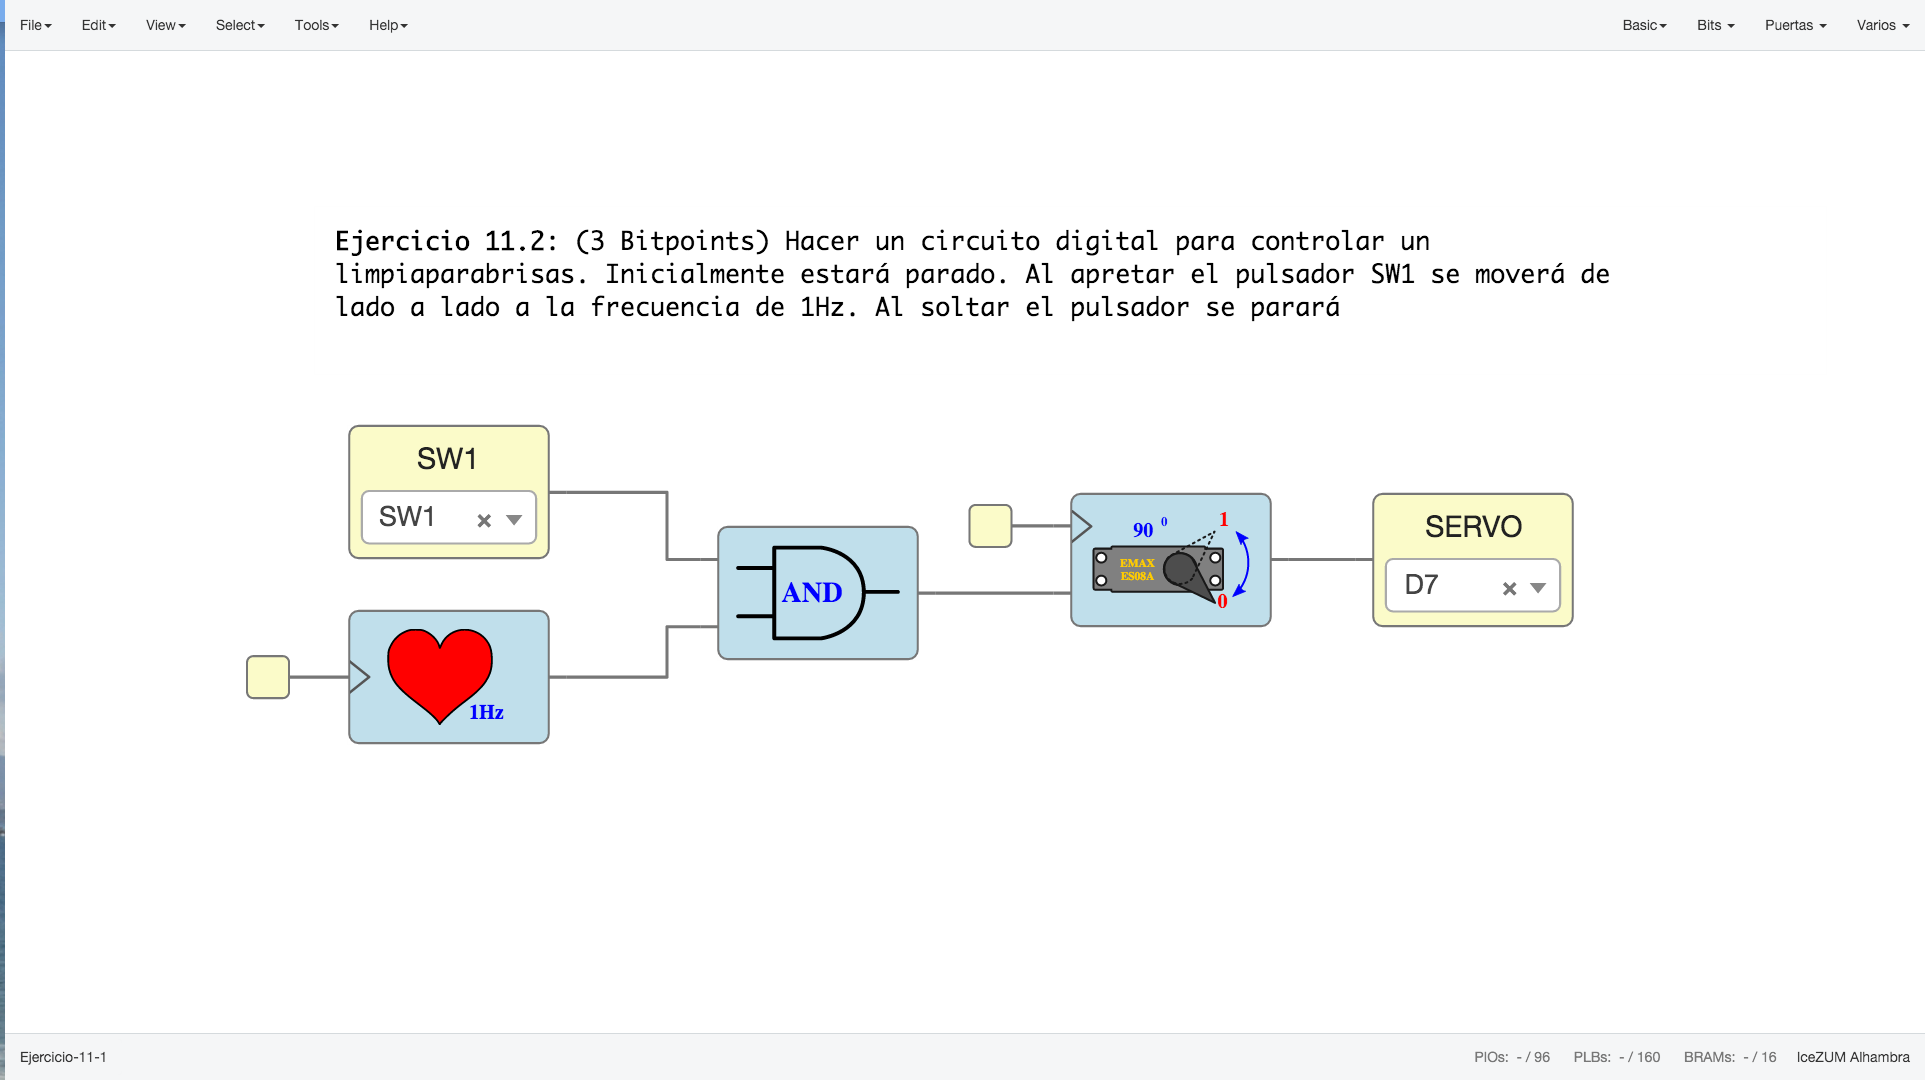 File Edit View Select Tools Help Basic Bits Puertas Varios
Ejercicio 11.2: (3 Bitpoints) Hacer un circuito digital para controlar un
limpiaparabrisas. Inicialmente estará parado. Al apretar el pulsador SW1 se moverá de
lado a lado a la frecuencia de 1Hz. Al soltar el pulsador se parará
SW1
SW1
1Hz
AND
90 0
1
EMAX
ES08A
0
SERVO
D7
Ejercicio-11-1 PIOs: - / 96 PLBs: - / 160 BRAMs: - / 16 IceZUM Alhambra